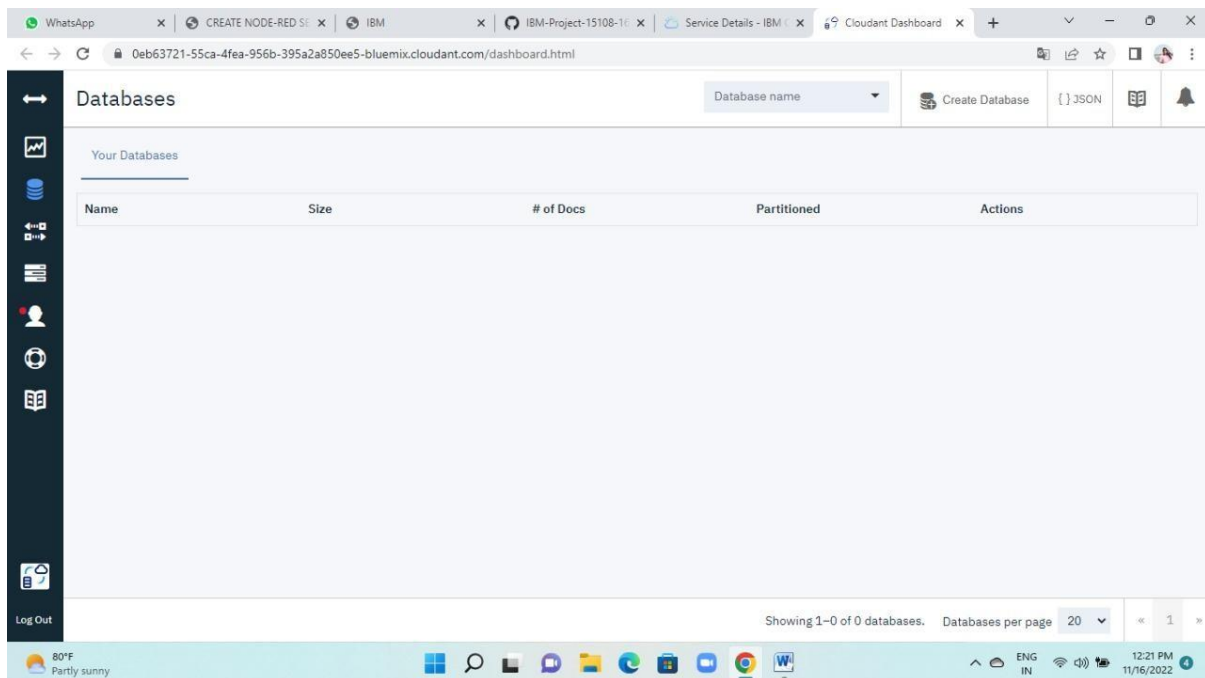 WhatsApp CREATE NODE-RED SE IBM IBM-Project-15108-16 Service Details - IBM C Cloudant Dashboard
0eb63721-55ca-4fea-956b-395a2a850ee5-bluemix.cloudant.com/dashboard.html
Databases Database name Create Database { } JSON
Your Databases
Name Size # of Docs Partitioned Actions
Showing 1–0 of 0 databases. Databases per page 20 « 1 »
Log Out
80°F
Partly sunny
ENG
IN
12:21 PM
11/16/2022
4